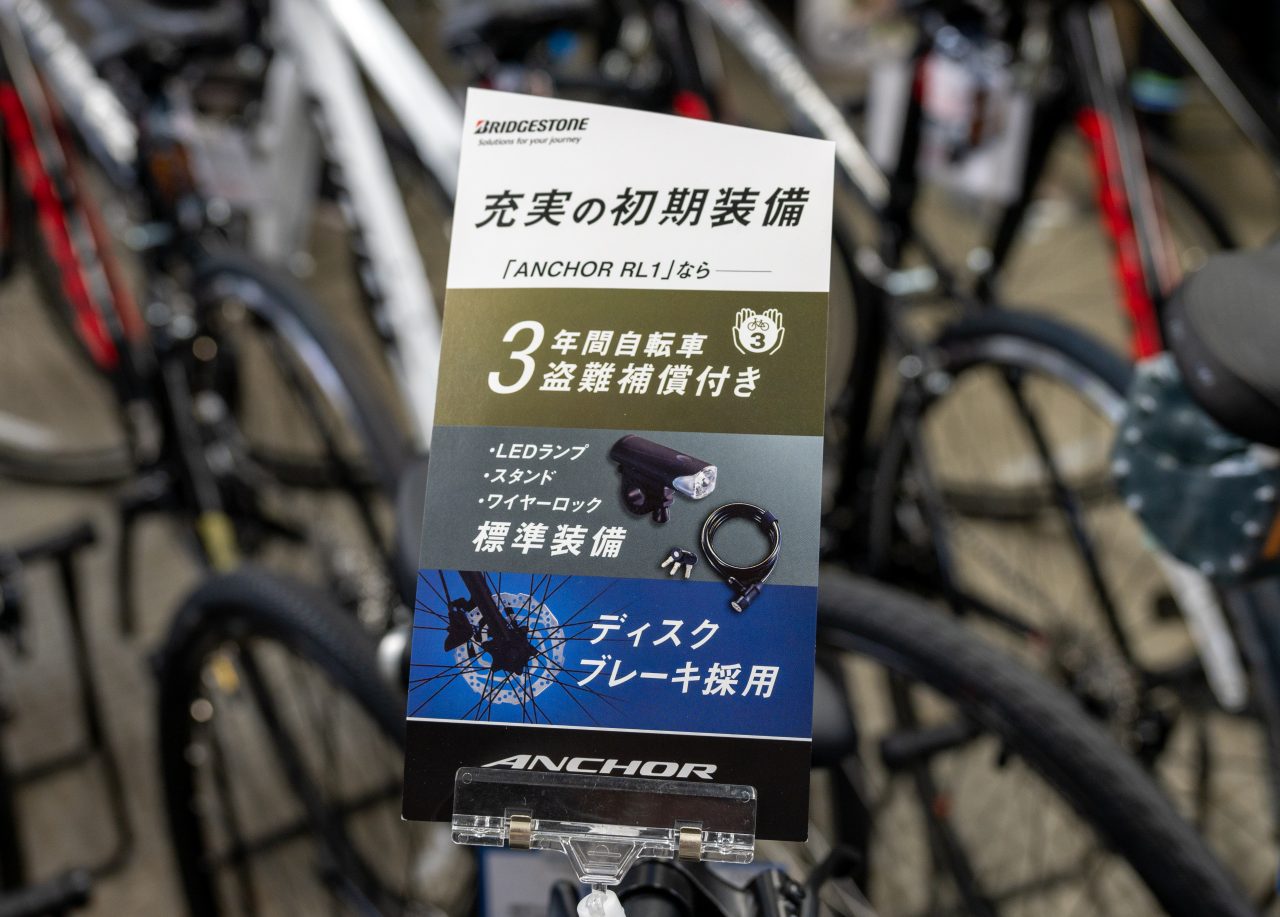 BRIDGESTONE
Solutions for your journey
充実の初期装備
「ANCHOR RL1」なら
3年間自転車
盗難補償付き
3
・LEDランプ
・スタンド
・ワイヤーロック
標準装備
ディスク
ブレーキ採用
ANCHOR